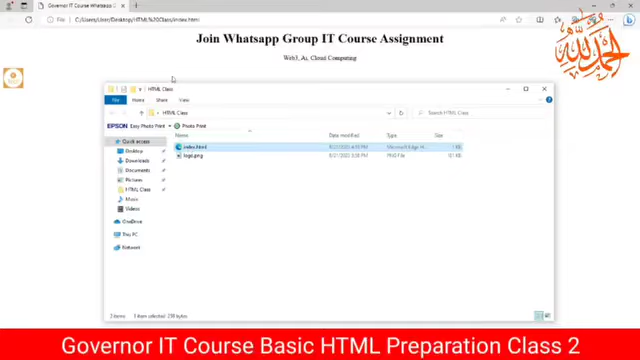 Governor IT Course Whatsapp G
File
C:/Users/User/Desktop/HTML%20Class/index.html
Join Whatsapp Group IT Course Assignment
Web3, Ai, Cloud Computing
الحمد لله
HTML Class
File Home Share View
HTML Class
Search HTML Class
EPSON Easy Photo Print Photo Print
Name Date modified Type Size
Quick access
index.html Microsoft Edge H... 1 KB
Desktop
logo.png PNG File
Downloads
Documents
Pictures
HTML Class
Music
Videos
OneDrive
This PC
Network
2 items 1 item selected
Governor IT Course Basic HTML Preparation Class 2